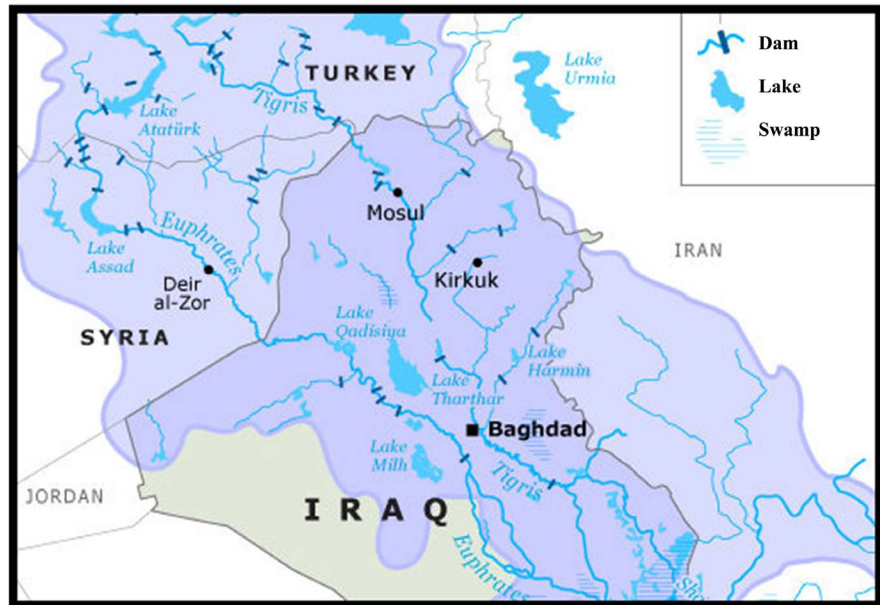 Dam
Lake
Swamp
TURKEY
Lake
Urmia
Tigris
Lake
Atatürk
Mosul
Euphrates
Lake
Assad
Deir
al-Zor
Kirkuk
IRAN
SYRIA
Lake
Qadisiya
Lake
Tharthar
Lake
Harmin
Baghdad
Lake
Milh
Tigris
JORDAN
IRAQ
Euphrates